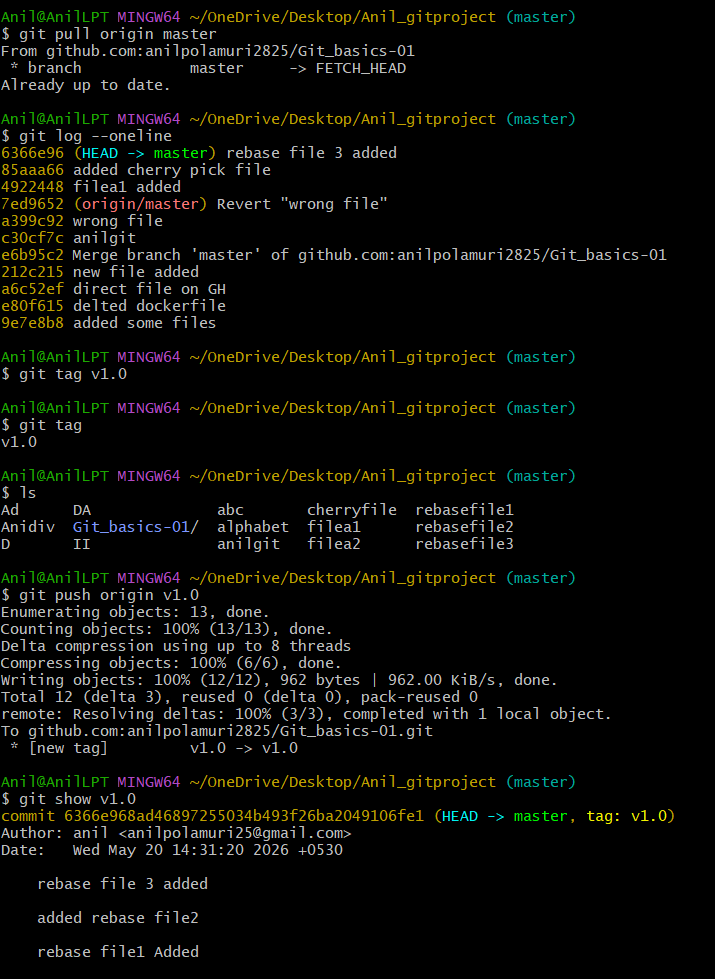 Anil@AnilLPT MINGW64 ~/OneDrive/Desktop/Anil_gitproject (master)
$ git pull origin master
From github.com:anilpolamuri2825/Git_basics-01
 * branch            master     -> FETCH_HEAD
Already up to date.

Anil@AnilLPT MINGW64 ~/OneDrive/Desktop/Anil_gitproject (master)
$ git log --oneline
6366e96 (HEAD -> master) rebase file 3 added
85aaa66 added cherry pick file
4922448 filea1 added
7ed9652 (origin/master) Revert "wrong file"
a399c92 wrong file
c30cf7c anilgit
e6b95c2 Merge branch 'master' of github.com:anilpolamuri2825/Git_basics-01
212c215 new file added
a6c52ef direct file on GH
e80f615 delted dockerfile
9e7e8b8 added some files

Anil@AnilLPT MINGW64 ~/OneDrive/Desktop/Anil_gitproject (master)
$ git tag v1.0

Anil@AnilLPT MINGW64 ~/OneDrive/Desktop/Anil_gitproject (master)
$ git tag
v1.0

Anil@AnilLPT MINGW64 ~/OneDrive/Desktop/Anil_gitproject (master)
$ ls
Ad      DA              abc       cherryfile  rebasefile1
Anidiv  Git_basics-01/  alphabet  filea1      rebasefile2
D       II              anilgit   filea2      rebasefile3

Anil@AnilLPT MINGW64 ~/OneDrive/Desktop/Anil_gitproject (master)
$ git push origin v1.0
Enumerating objects: 13, done.
Counting objects: 100% (13/13), done.
Delta compression using up to 8 threads
Compressing objects: 100% (6/6), done.
Writing objects: 100% (12/12), 962 bytes | 962.00 KiB/s, done.
Total 12 (delta 3), reused 0 (delta 0), pack-reused 0
remote: Resolving deltas: 100% (3/3), completed with 1 local object.
To github.com:anilpolamuri2825/Git_basics-01.git
 * [new tag]         v1.0 -> v1.0

Anil@AnilLPT MINGW64 ~/OneDrive/Desktop/Anil_gitproject (master)
$ git show v1.0
commit 6366e968ad46897255034b493f26ba2049106fe1 (HEAD -> master, tag: v1.0)
Author: anil <anilpolamuri25@gmail.com>
Date:   Wed May 20 14:31:20 2026 +0530

    rebase file 3 added

    added rebase file2

    rebase file1 Added